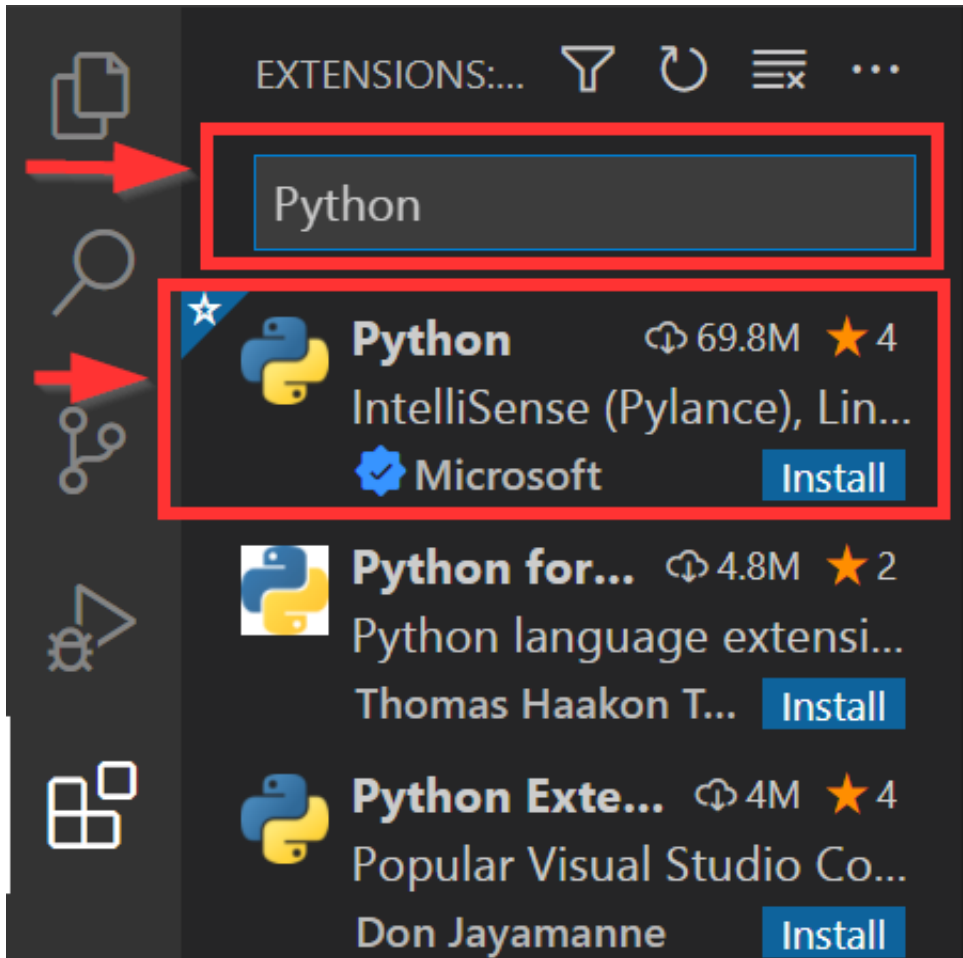 EXTENSIONS:...
Python
Python 69.8M 4
IntelliSense (Pylance), Lin...
Microsoft Install
Python for... 4.8M 2
Python language extensi...
Thomas Haakon T... Install
Python Exte... 4M 4
Popular Visual Studio Co...
Don Jayamanne Install